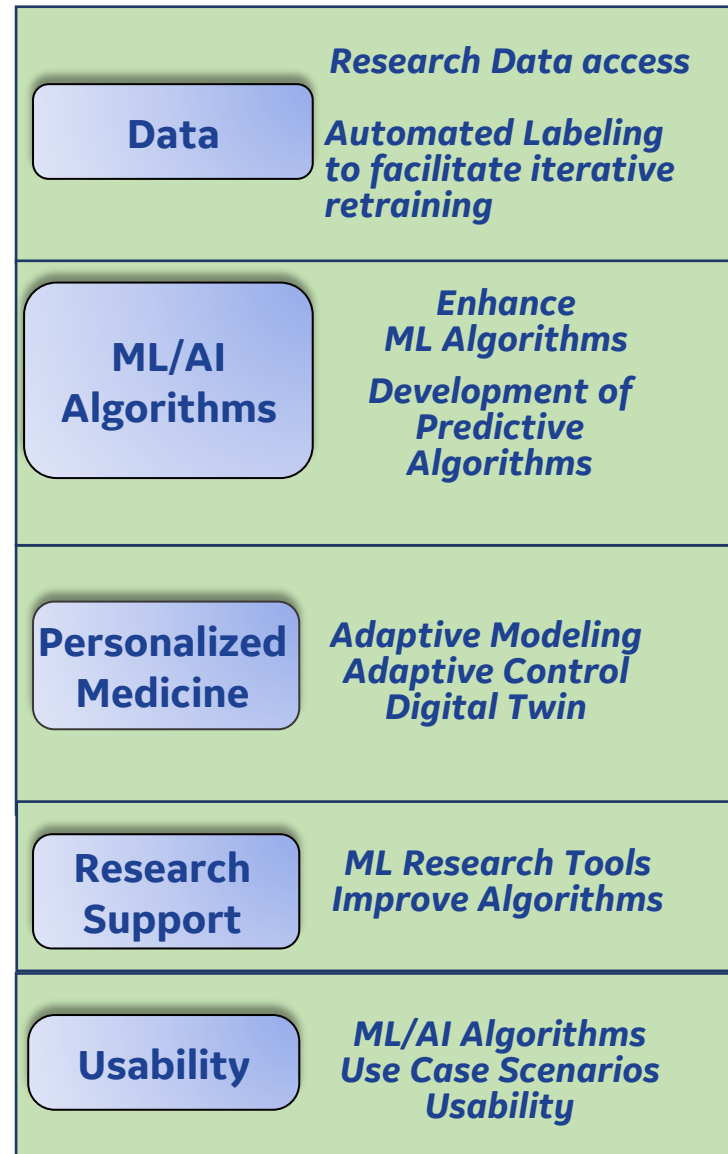 Data
Research Data access
Automated Labeling
to facilitate iterative
retraining
ML/AI
Algorithms
Enhance
ML Algorithms
Development of
Predictive
Algorithms
Personalized
Medicine
Adaptive Modeling
Adaptive Control
Digital Twin
Research
Support
ML Research Tools
Improve Algorithms
Usability
ML/AI Algorithms
Use Case Scenarios
Usability